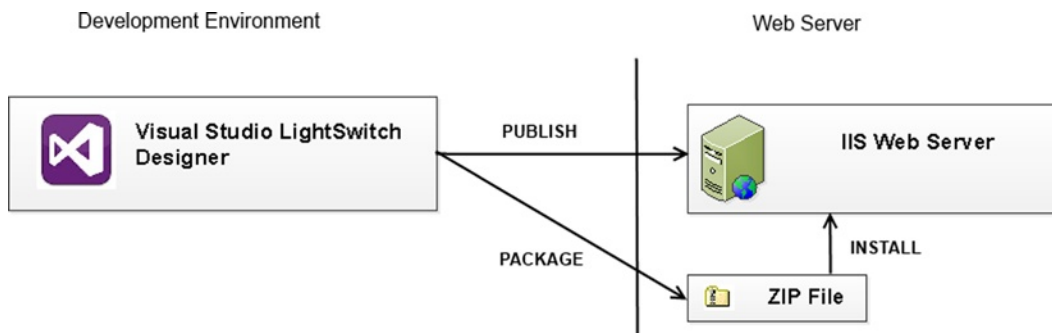 Development Environment
Web Server
Visual Studio LightSwitch
Designer
PUBLISH
IIS Web Server
PACKAGE
INSTALL
ZIP File